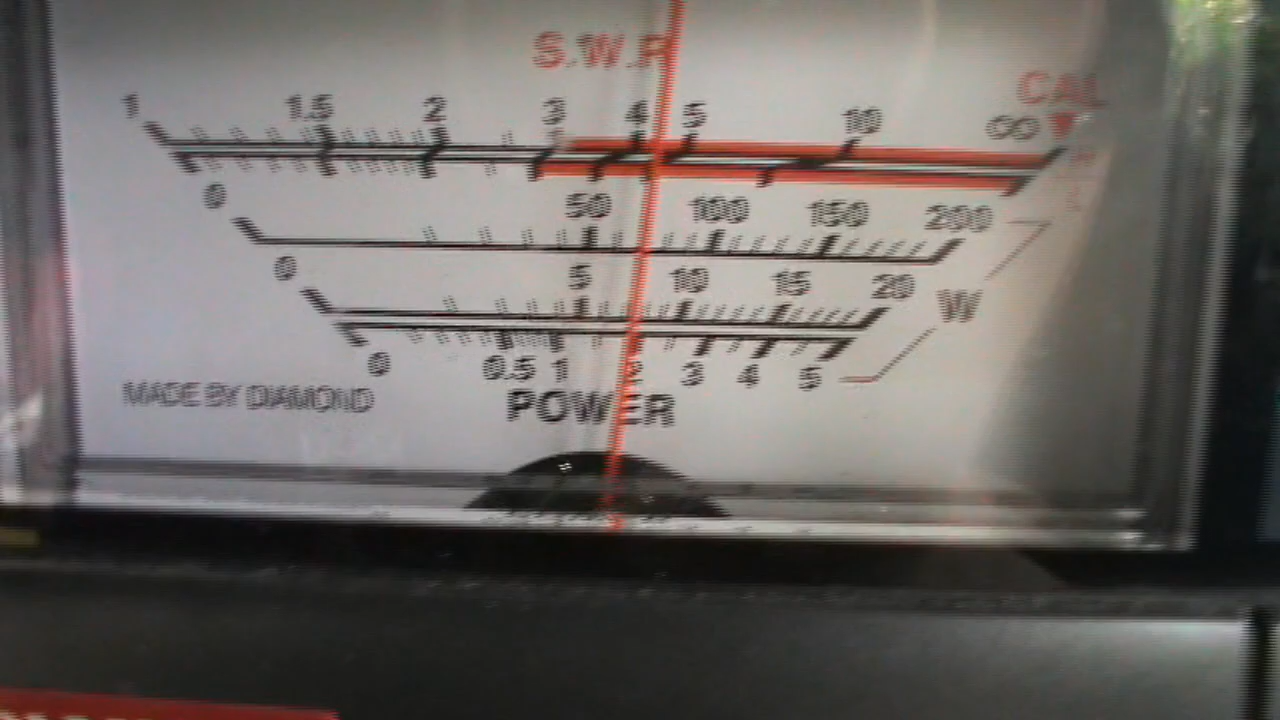 S.W.R
CAL
1 1.5 2 3 4 5 10 ∞
0 50 100 150 200
0 5 10 15 20
W
0 0.5 1 2 3 4 5
MADE BY DIAMOND
POWER